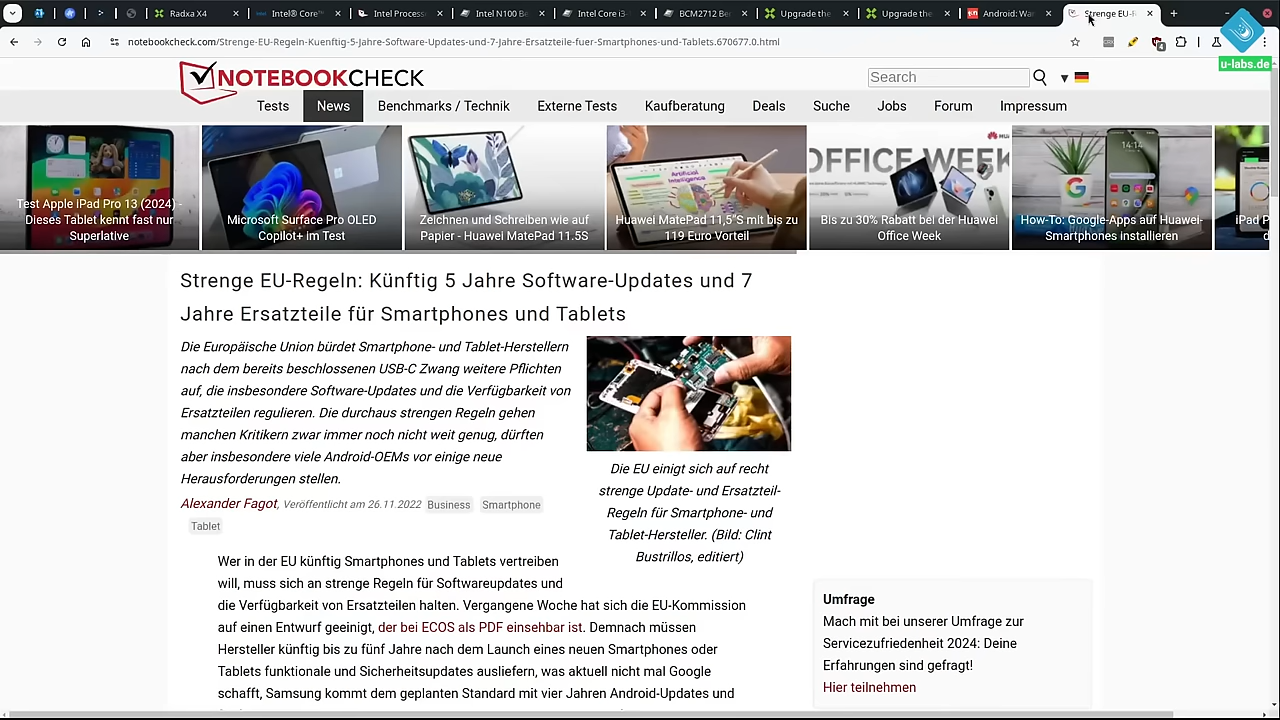 Radxa X4
Intel® Core™
Intel Process
Intel N100 Be
Intel Core i3-
BCM2712 Be
Upgrade the
Upgrade the
Android: Wa
Strenge EU-R
notebookcheck.com/Strenge-EU-Regeln-Kuenftig-5-Jahre-Software-Updates-und-7-Jahre-Ersatzteile-fuer-Smartphones-und-Tablets.670677.0.html
u-labs.de
NOTEBOOKCHECK
Search
Tests
News
Benchmarks / Technik
Externe Tests
Kaufberatung
Deals
Suche
Jobs
Forum
Impressum
Test Apple iPad Pro 13 (2024) -
Dieses Tablet kennt fast nur
Superlative
Microsoft Surface Pro OLED
Copilot+ im Test
Zeichnen und Schreiben wie auf
Papier - Huawei MatePad 11.5S
Artificial
Intelligence
Huawei MatePad 11,5"S mit bis zu
119 Euro Vorteil
OFFICE WEEK
Bis zu 30% Rabatt bei der Huawei
Office Week
14:14
How-To: Google-Apps auf Huawei-
Smartphones installieren
iPad P
d
Strenge EU-Regeln: Künftig 5 Jahre Software-Updates und 7
Jahre Ersatzteile für Smartphones und Tablets
Die Europäische Union bürdet Smartphone- und Tablet-Herstellern
nach dem bereits beschlossenen USB-C Zwang weitere Pflichten
auf, die insbesondere Software-Updates und die Verfügbarkeit von
Ersatzteilen regulieren. Die durchaus strengen Regeln gehen
manchen Kritikern zwar immer noch nicht weit genug, dürften
aber insbesondere viele Android-OEMs vor einige neue
Herausforderungen stellen.
Alexander Fagot, Veröffentlicht am 26.11.2022 Business Smartphone
Tablet
Die EU einigt sich auf recht
strenge Update- und Ersatzteil-
Regeln für Smartphone- und
Tablet-Hersteller. (Bild: Clint
Bustrillos, editiert)
Wer in der EU künftig Smartphones und Tablets vertreiben
will, muss sich an strenge Regeln für Softwareupdates und
die Verfügbarkeit von Ersatzteilen halten. Vergangene Woche hat sich die EU-Kommission
auf einen Entwurf geeinigt, der bei ECOS als PDF einsehbar ist. Demnach müssen
Hersteller künftig bis zu fünf Jahre nach dem Launch eines neuen Smartphones oder
Tablets funktionale und Sicherheitsupdates ausliefern, was aktuell nicht mal Google
schafft, Samsung kommt dem geplanten Standard mit vier Jahren Android-Updates und
Umfrage
Mach mit bei unserer Umfrage zur
Servicezufriedenheit 2024: Deine
Erfahrungen sind gefragt!
Hier teilnehmen